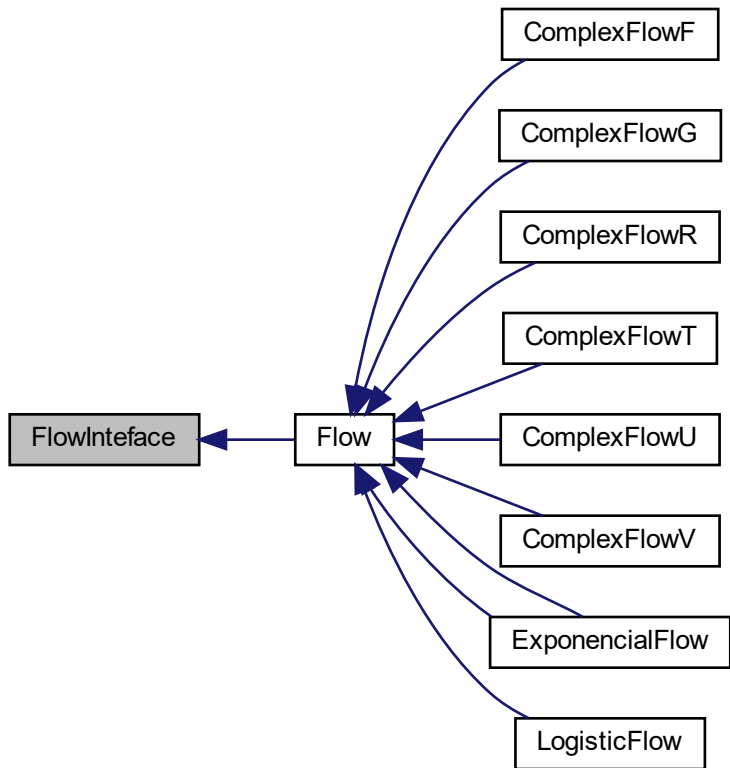 ComplexFlowF
ComplexFlowG
ComplexFlowR
ComplexFlowT
FlowInteface
Flow
ComplexFlowU
ComplexFlowV
ExponencialFlow
LogisticFlow